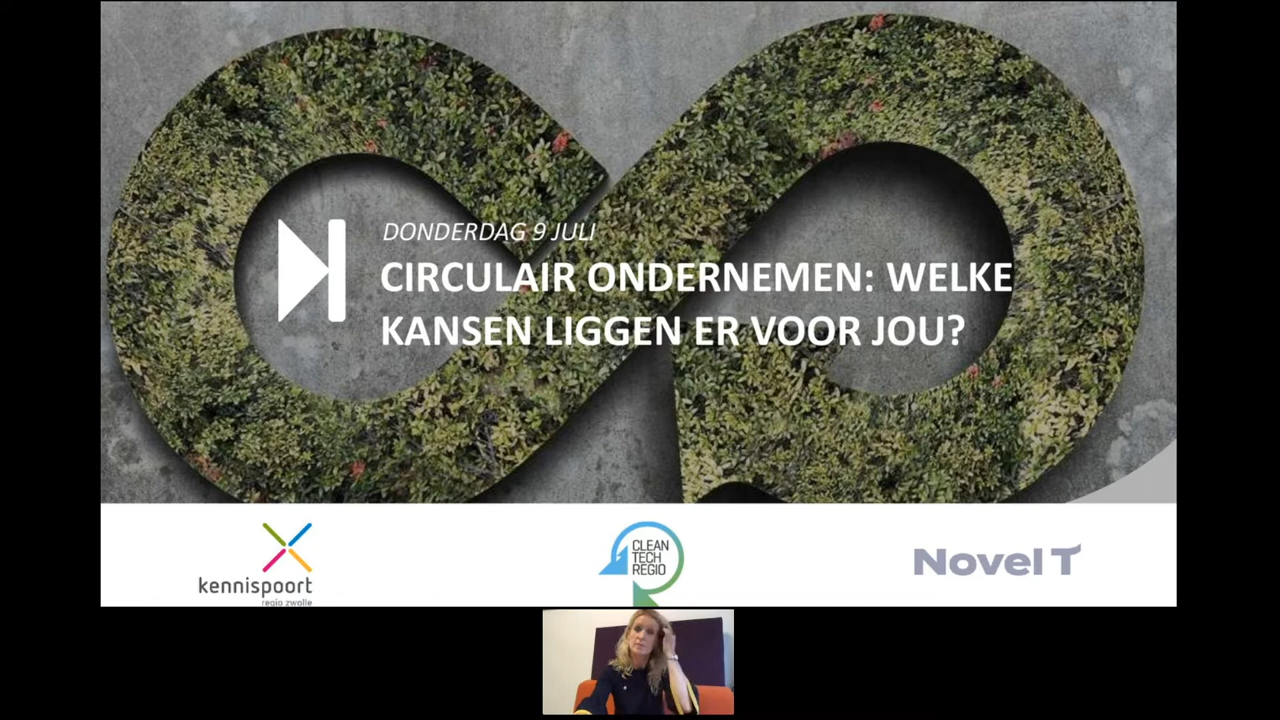 DONDERDAG 9 JULI
CIRCULAIR ONDERNEMEN: WELKE
KANSEN LIGGEN ER VOOR JOU?
kennispoort
regio zwolle
CLEAN
TECH
REGIO
Novel T